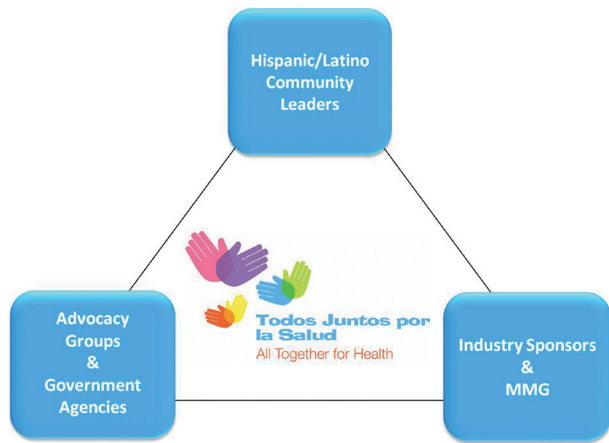 Hispanic/Latino
Community
Leaders
Todos Juntos por
la Salud
All Together for Health
Advocacy
Groups
&
Government
Agencies
Industry Sponsors
&
MMG